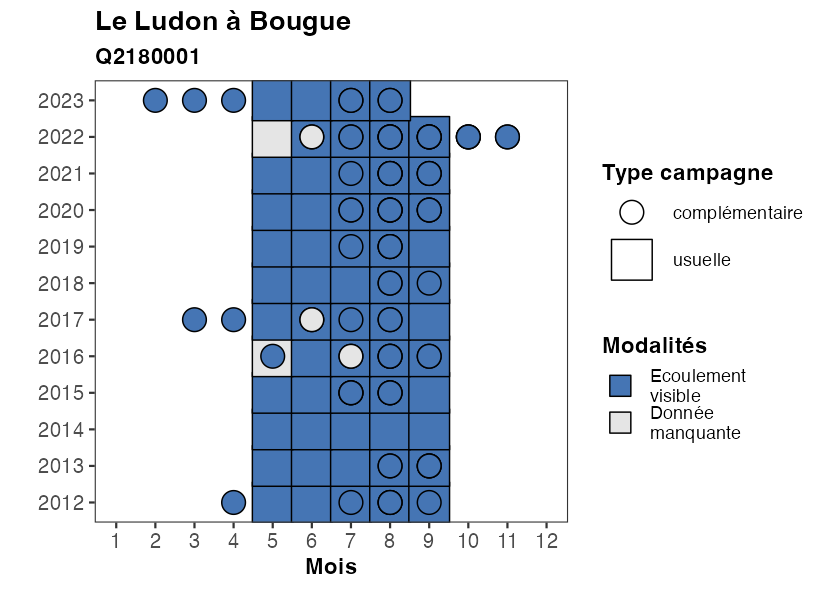 Le Ludon à Bougue
Q2180001
2023
2022
2021
2020
2019
2018
2017
2016
2015
2014
2013
2012
1 2 3 4 5 6 7 8 9 10 11 12
Mois
Type campagne
complémentaire
usuelle
Modalités
Ecoulement
visible
Donnée
manquante